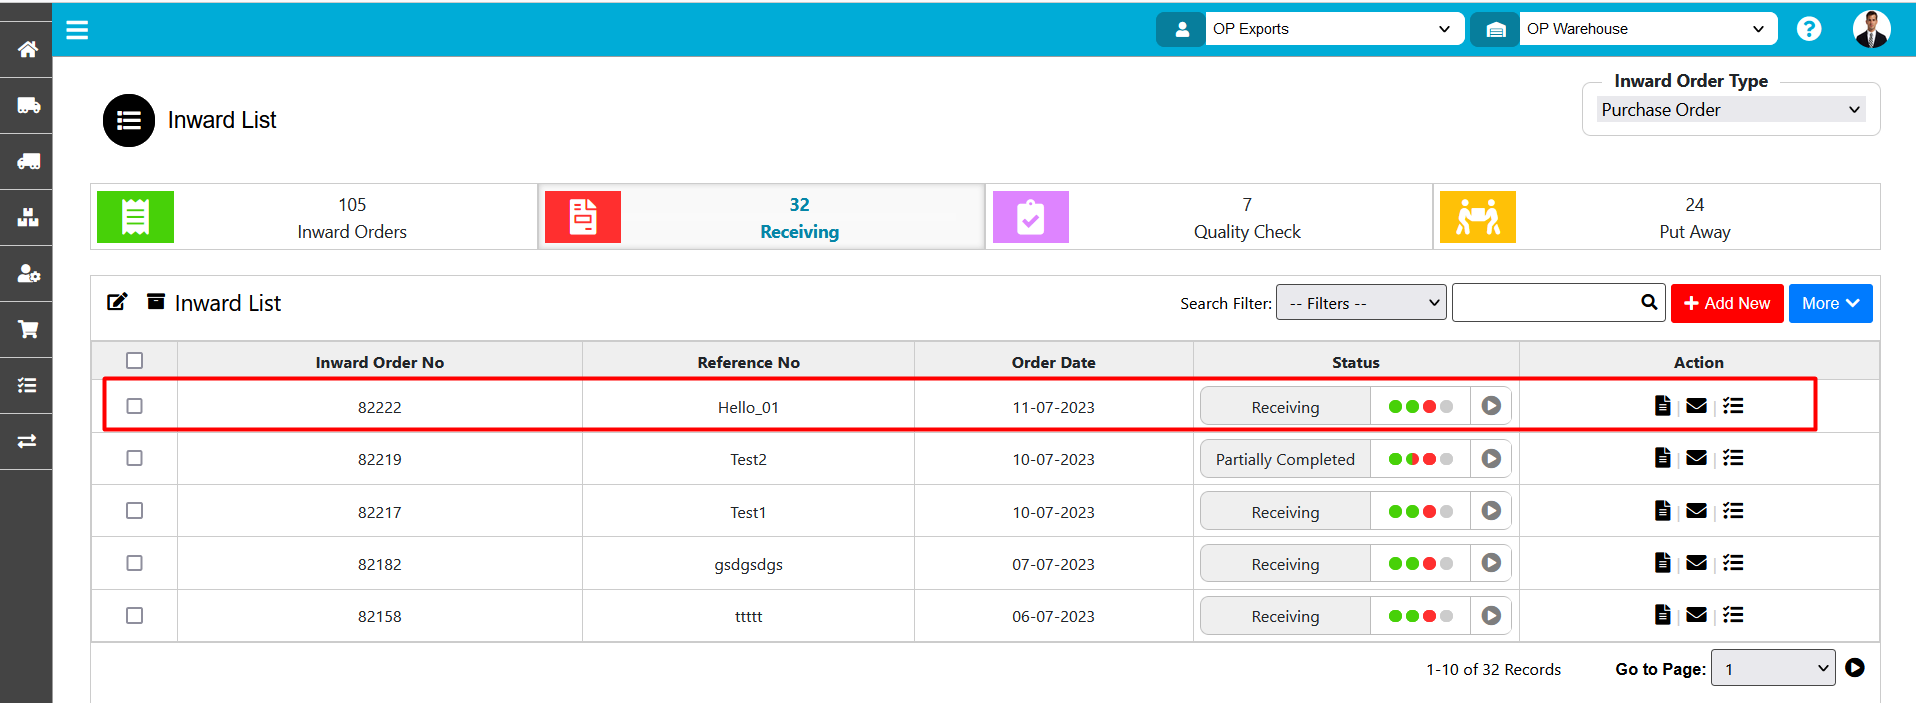 OP Exports
OP Warehouse
Inward List
Inward Order Type
Purchase Order
105
Inward Orders
32
Receiving
7
Quality Check
24
Put Away
Inward List
Search Filter:
-- Filters --
Add New
More
Inward Order No Reference No Order Date Status Action
82222 Hello_01 11-07-2023 Receiving
82219 Test2 10-07-2023 Partially Completed
82217 Test1 10-07-2023 Receiving
82182 gsdgsdgs 07-07-2023 Receiving
82158 ttttt 06-07-2023 Receiving
1-10 of 32 Records Go to Page: 1